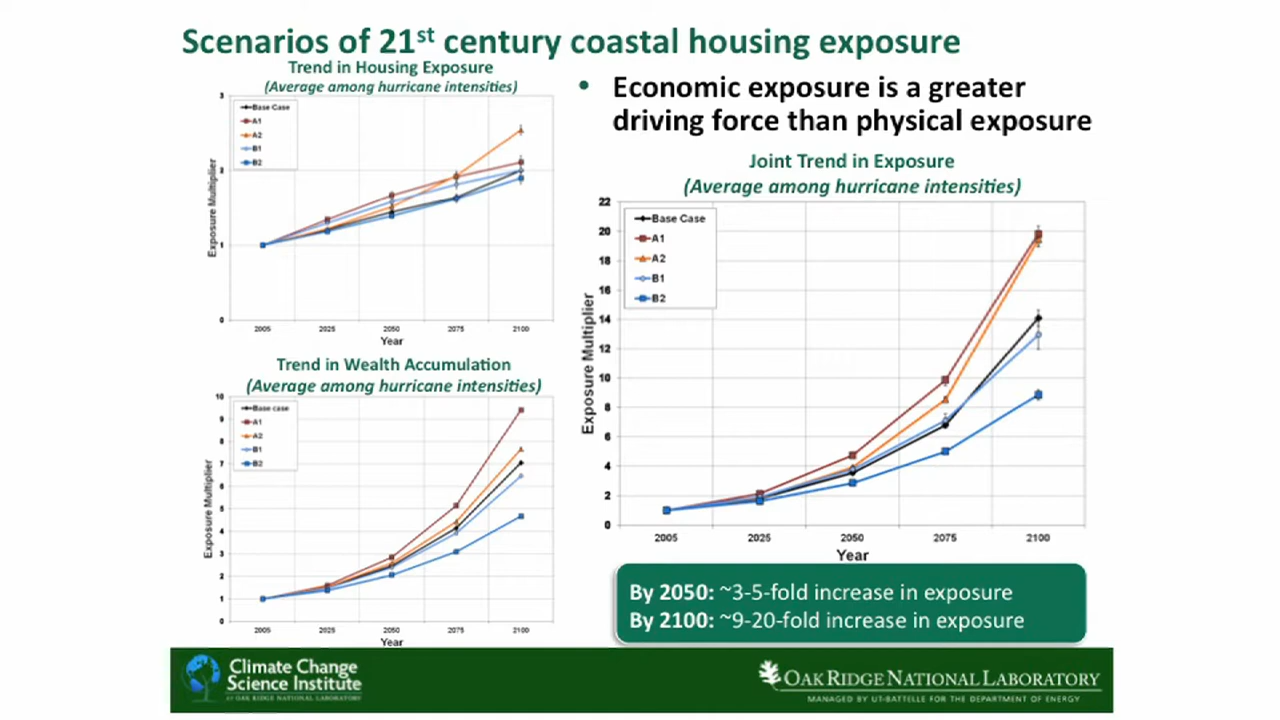 Scenarios of 21st century coastal housing exposure
Trend in Housing Exposure
(Average among hurricane intensities)
3
2
1
0
Exposure Multiplier
Base Case
A1
A2
B1
B2
2005 2025 2050 2075 2100
Year
Trend in Wealth Accumulation
(Average among hurricane intensities)
10
9
8
7
6
5
4
3
2
1
0
Exposure Multiplier
Base case
A1
A2
B1
B2
2005 2025 2050 2075 2100
Year
• Economic exposure is a greater
driving force than physical exposure
Joint Trend in Exposure
(Average among hurricane intensities)
22
20
18
16
14
12
10
8
6
4
2
0
Exposure Multiplier
Base Case
A1
A2
B1
B2
2005 2025 2050 2075 2100
Year
By 2050: ~3-5-fold increase in exposure
By 2100: ~9-20-fold increase in exposure
Climate Change
Science Institute
AT OAK RIDGE NATIONAL LABORATORY
OAK RIDGE NATIONAL LABORATORY
MANAGED BY UT-BATTELLE FOR THE DEPARTMENT OF ENERGY